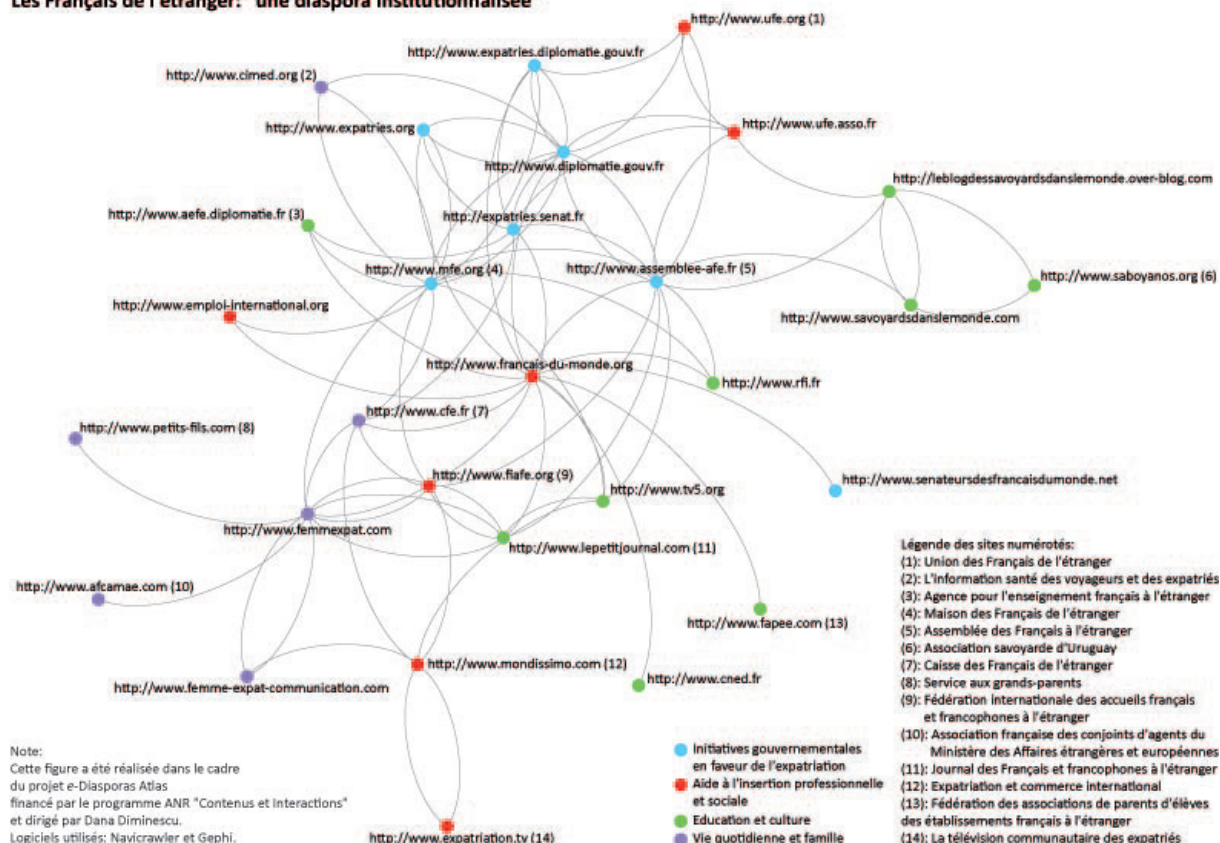 Les Français de l'étranger: une diaspora institutionnalisée
http://www.ufe.org (1)
http://www.expatries.diplomatie.gouv.fr
http://www.cimed.org (2)
http://www.expatries.org
http://www.ufe.asso.fr
http://www.diplomatie.gouv.fr
http://leblogdessavoyardsdanslemonde.over-blog.com
http://www.aefe.diplomatie.fr (3)
http://expatries.senat.fr
http://www.mfe.org (4)
http://www.assemblee-afe.fr (5)
http://www.saboyanos.org (6)
http://www.emploi-international.org
http://www.savoyardsdanslemonde.com
http://www.français-du-monde.org
http://www.rfi.fr
http://www.cfe.fr (7)
http://www.petits-fils.com (8)
http://www.fiafe.org (9)
http://www.senateursdesfrancaisdumonde.net
http://www.tv5.org
http://www.femmexpat.com
http://www.lepetitjournal.com (11)
http://www.afcamae.com (10)
http://www.fapee.com (13)
http://www.mondissimo.com (12)
http://www.cned.fr
http://www.femme-expat-communication.com
http://www.expatriation.tv (14)
Note:
Cette figure a été réalisée dans le cadre
du projet e-Diasporas Atlas
financé par le programme ANR "Contenus et Interactions"
et dirigé par Dana Diminescu.
Logiciels utilisés: Navicrawler et Gephi.
Initiatives gouvernementales
en faveur de l'expatriation
Aide à l'insertion professionnelle
et sociale
Education et culture
Vie quotidienne et famille
Légende des sites numérotés:
(1): Union des Français de l'étranger
(2): L'information santé des voyageurs et des expatriés
(3): Agence pour l'enseignement français à l'étranger
(4): Maison des Français de l'étranger
(5): Assemblée des Français à l'étranger
(6): Association savoyarde d'Uruguay
(7): Caisse des Français de l'étranger
(8): Service aux grands-parents
(9): Fédération internationale des accueils français
et francophones à l'étranger
(10): Association française des conjoints d'agents du
Ministère des Affaires étrangères et européennes
(11): Journal des Français et francophones à l'étranger
(12): Expatriation et commerce international
(13): Fédération des associations de parents d'élèves
des établissements français à l'étranger
(14): La télévision communautaire des expatriés